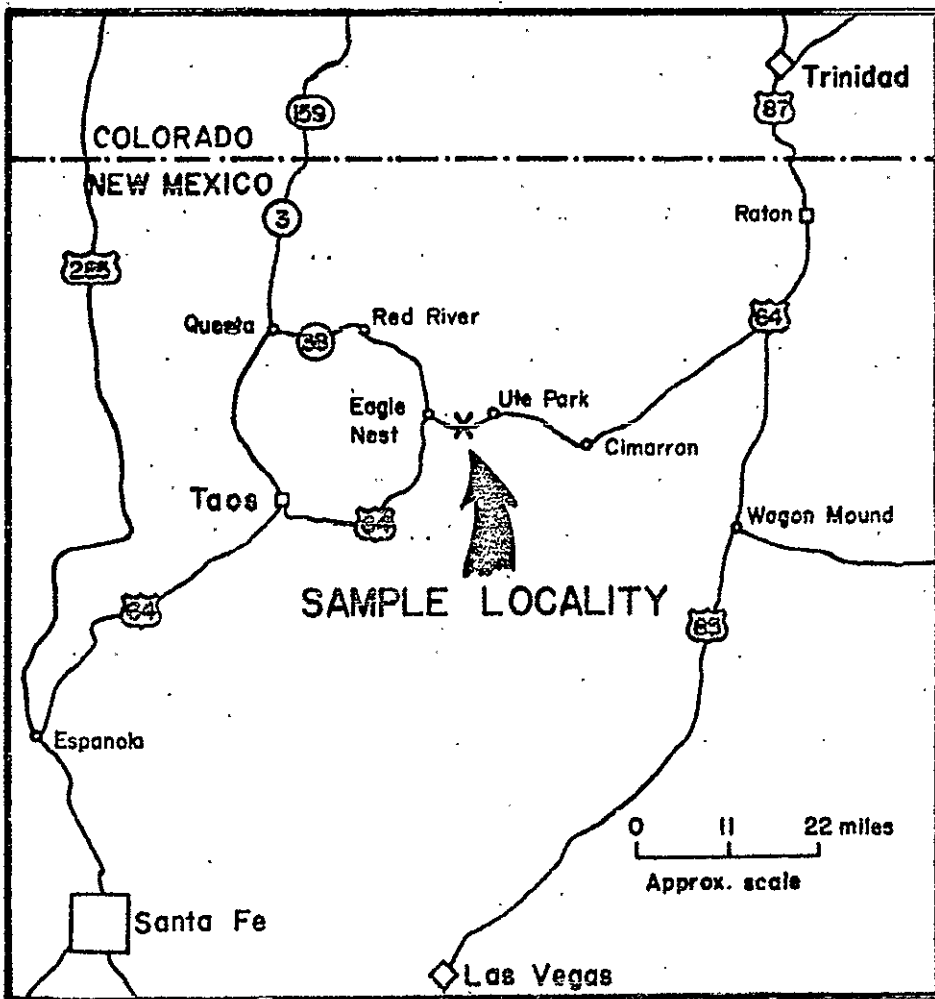 Trinidad
159
87
COLORADO
NEW MEXICO
3
Raton
285
64
Questa
38
Red River
Eagle
Nest
Ute Park
Cimarron
Taos
64
Wagon Mound
SAMPLE LOCALITY
64
85
Espanola
0 11 22 miles
Approx. scale
Santa Fe
Las Vegas